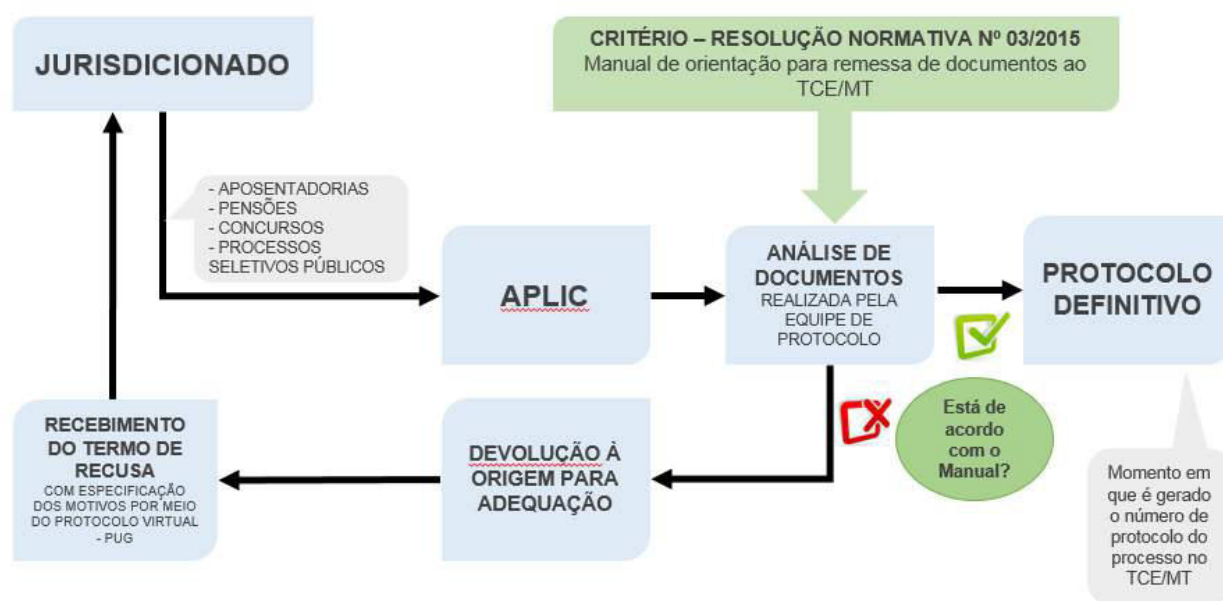 JURISDICIONADO
CRITÉRIO – RESOLUÇÃO NORMATIVA Nº 03/2015
Manual de orientação para remessa de documentos ao
TCE/MT
- APOSENTADORIAS
- PENSÕES
- CONCURSOS
- PROCESSOS
SELETIVOS PÚBLICOS
APLIC
ANÁLISE DE
DOCUMENTOS
REALIZADA PELA
EQUIPE DE
PROTOCOLO
PROTOCOLO
DEFINITIVO
Está de
acordo
com o
Manual?
Momento em
que é gerado
o número de
protocolo do
processo no
TCE/MT
DEVOLUÇÃO À
ORIGEM PARA
ADEQUAÇÃO
RECEBIMENTO
DO TERMO DE
RECUSA
COM ESPECIFICAÇÃO
DOS MOTIVOS POR MEIO
DO PROTOCOLO VIRTUAL
- PUG